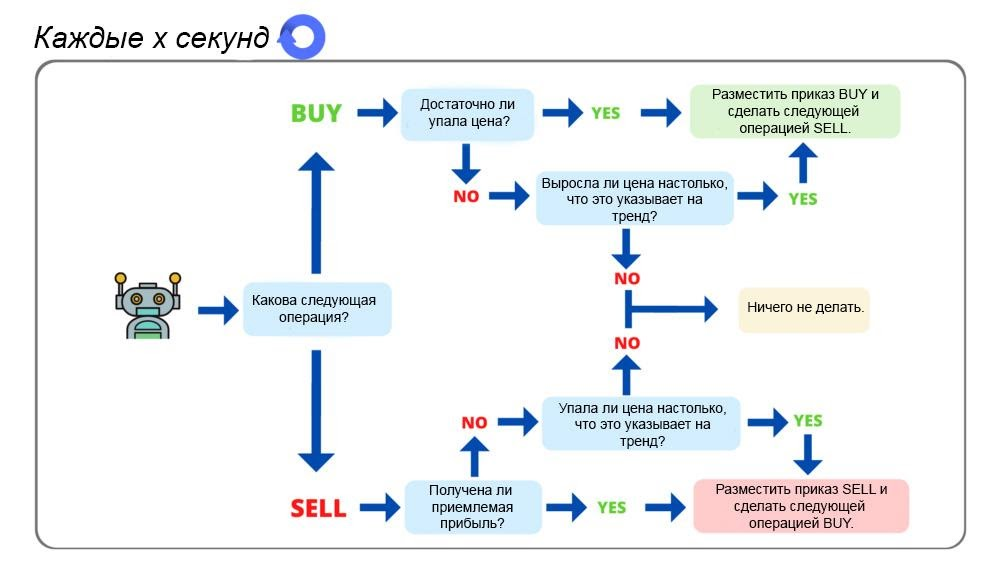 Каждые x секунд
BUY
Достаточно ли
упала цена?
YES
Разместить приказ BUY и
сделать следующей
операцией SELL.
NO
Выросла ли цена настолько,
что это указывает на
тренд?
YES
NO
Какова следующая
операция?
Ничего не делать.
NO
NO
Упала ли цена настолько,
что это указывает на
тренд?
YES
SELL
Получена ли
приемлемая
прибыль?
YES
Разместить приказ SELL и
сделать следующей
операцией BUY.